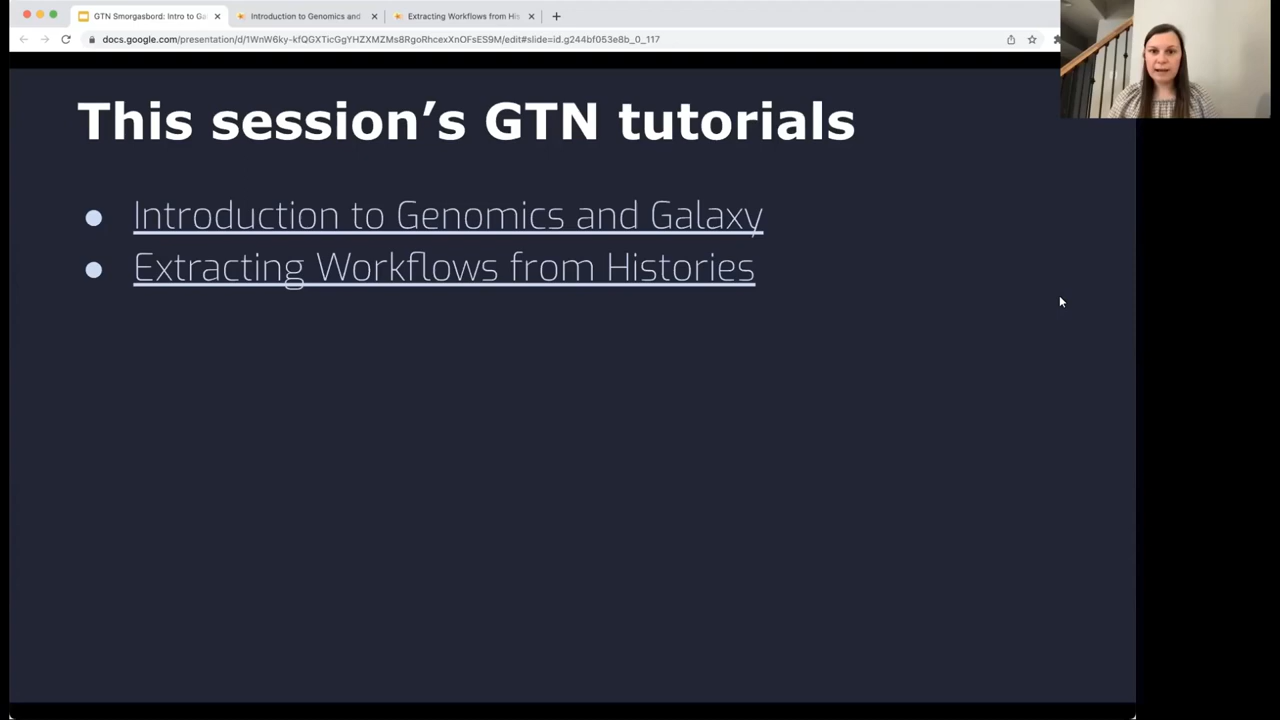 GTN Smorgasbord: Intro to Ga
Introduction to Genomics and
Extracting Workflows from His
docs.google.com/presentation/d/1WnW6ky-kfQGXTicGgYHZXMZMs8RgoRhcexXnOFsES9M/edit#slide=id.g244bf053e8b_0_117
This session's GTN tutorials
● Introduction to Genomics and Galaxy
● Extracting Workflows from Histories